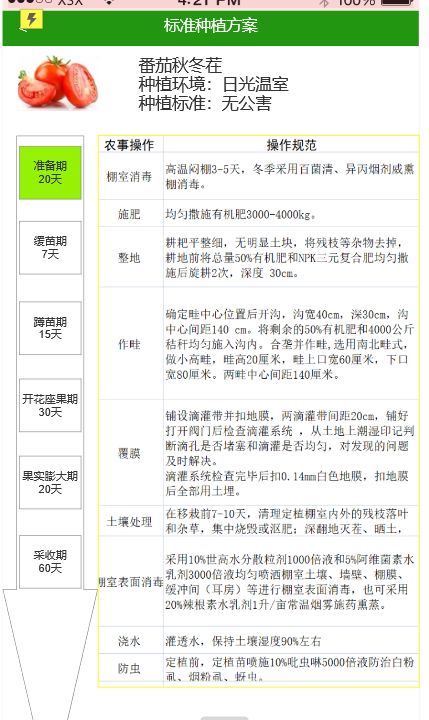 4:21 PM
100%
标准种植方案
番茄秋冬茬
种植环境：日光温室
种植标准：无公害
准备期
20天
缓苗期
7天
蹲苗期
15天
开花座果期
30天
果实膨大期
20天
采收期
60天
农事操作 操作规范
棚室消毒
高温闷棚3-5天，冬季采用百菌清、异丙烟剂或熏
棚消毒。
施肥
均匀撒施有机肥3000-4000kg。
整地
耕耙平整细，无明显土块，将残枝等杂物去掉，
耕地前将总量50%有机肥和NPK三元复合肥均匀撒
施后旋耕2次，深度 30cm。
作畦
确定畦中心位置后开沟，沟宽40cm，深30cm，沟
中心间距140 cm。将剩余的50%有机肥和4000公斤
秸秆均匀施入沟内。合垄并作畦,选用南北畦式，
做小高畦，畦高20厘米，畦上口宽60厘米，下口
宽80厘米。两畦中心间距140厘米。
覆膜
铺设滴灌带并扣地膜，两滴灌带间距20cm，铺好
打开阀门后检查滴灌系统 ，从土地上潮湿印记判
断滴孔是否堵塞和滴灌是否均匀，对发现的问题
及时解决。
滴灌系统检查完毕后扣0.14mm白色地膜，扣地膜
后全部用土埋。
土壤处理
在移栽前7-10天，清理定植棚室内外的残枝落叶
和杂草，集中烧毁或沤肥；深翻地灭茬、晒土，
棚室表面消毒
采用10%世高水分散粒剂1000倍液和5%阿维菌素水
乳剂3000倍液均匀喷洒棚室土壤、墙壁、棚膜、
缓冲间（耳房）等进行棚室表面消毒，也可采用
20%辣根素水乳剂1升/亩常温烟雾施药熏蒸。
浇水
灌透水，保持土壤湿度90%左右
防虫
定植前，定植苗喷施10%吡虫啉5000倍液防治白粉
虱、烟粉虱、蚜虫。